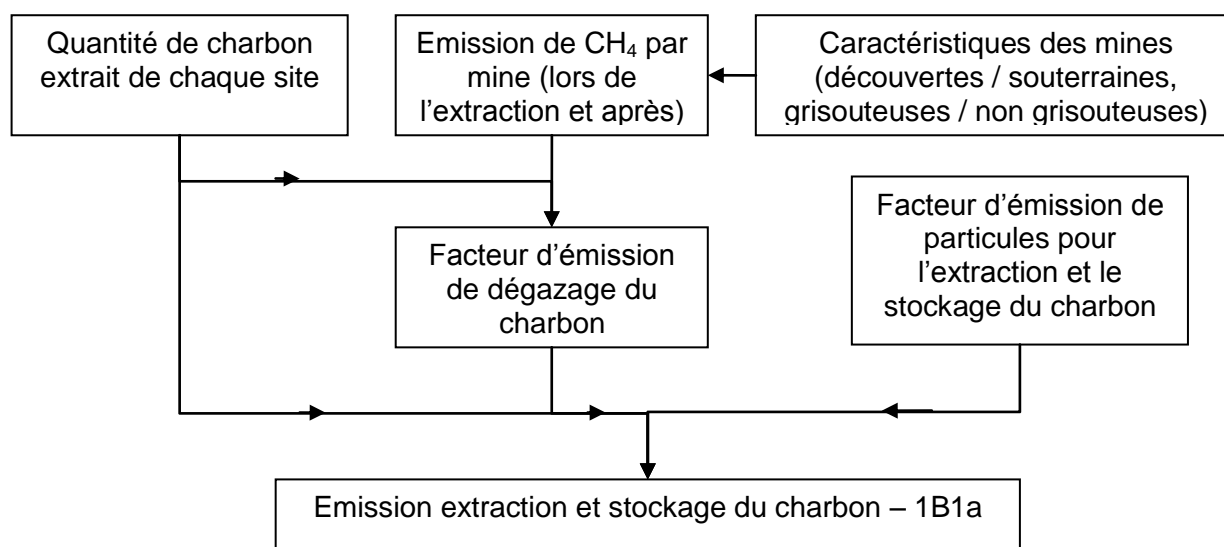 Quantité de charbon
extrait de chaque site
Emission de CH₄ par
mine (lors de
l'extraction et après)
Caractéristiques des mines
(découvertes / souterraines,
grisouteuses / non grisouteuses)
Facteur d'émission
de dégazage du
charbon
Facteur d'émission de
particules pour
l'extraction et le
stockage du charbon
Emission extraction et stockage du charbon – 1B1a